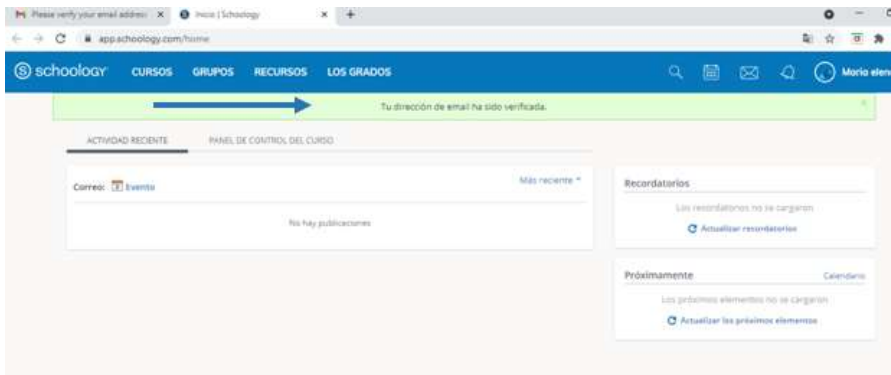 Please verify your email address
Inicio | Schoology
app.schoology.com/home
schoology CURSOS GRUPOS RECURSOS LOS GRADOS Mario elen
Tu dirección de email ha sido verificada.
ACTIVIDAD RECIENTE PANEL DE CONTROL DEL CURSO
Correo: Evento Más reciente
No hay publicaciones
Recordatorios
Los recordatorios no se cargaron
Actualizar recordatorios
Próximamente Calendario
Los próximos elementos no se cargaron
Actualizar los próximos elementos